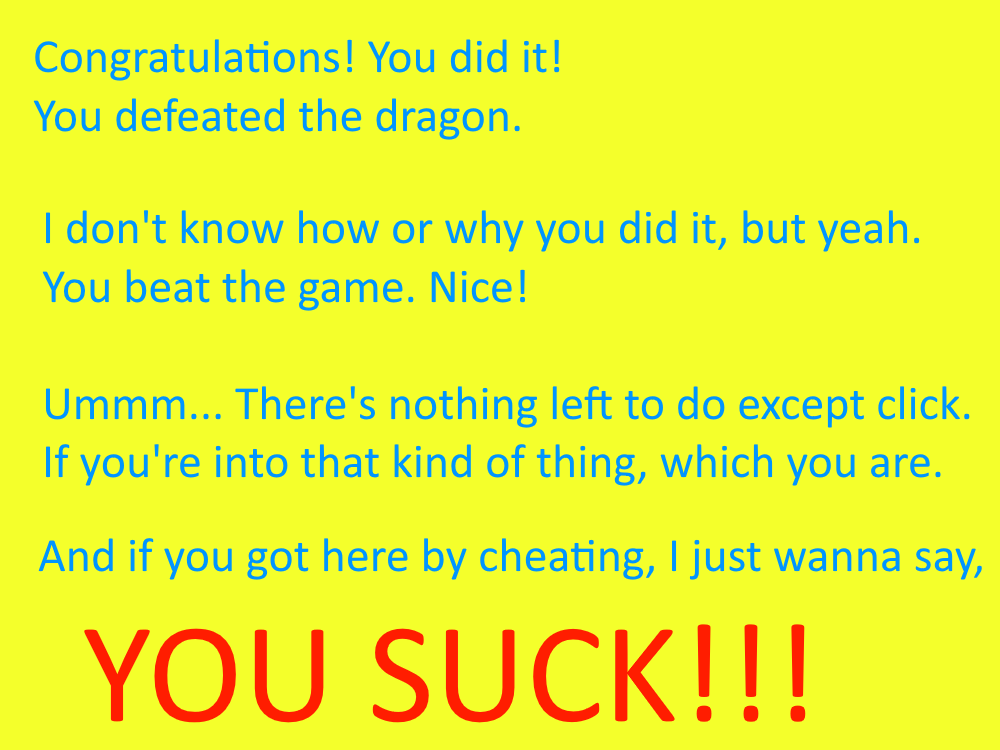 Congratulations! You did it!
You defeated the dragon.
I don't know how or why you did it, but yeah.
You beat the game. Nice!
Ummm... There's nothing left to do except click.
If you're into that kind of thing, which you are.
And if you got here by cheating, I just wanna say,
YOU SUCK!!!